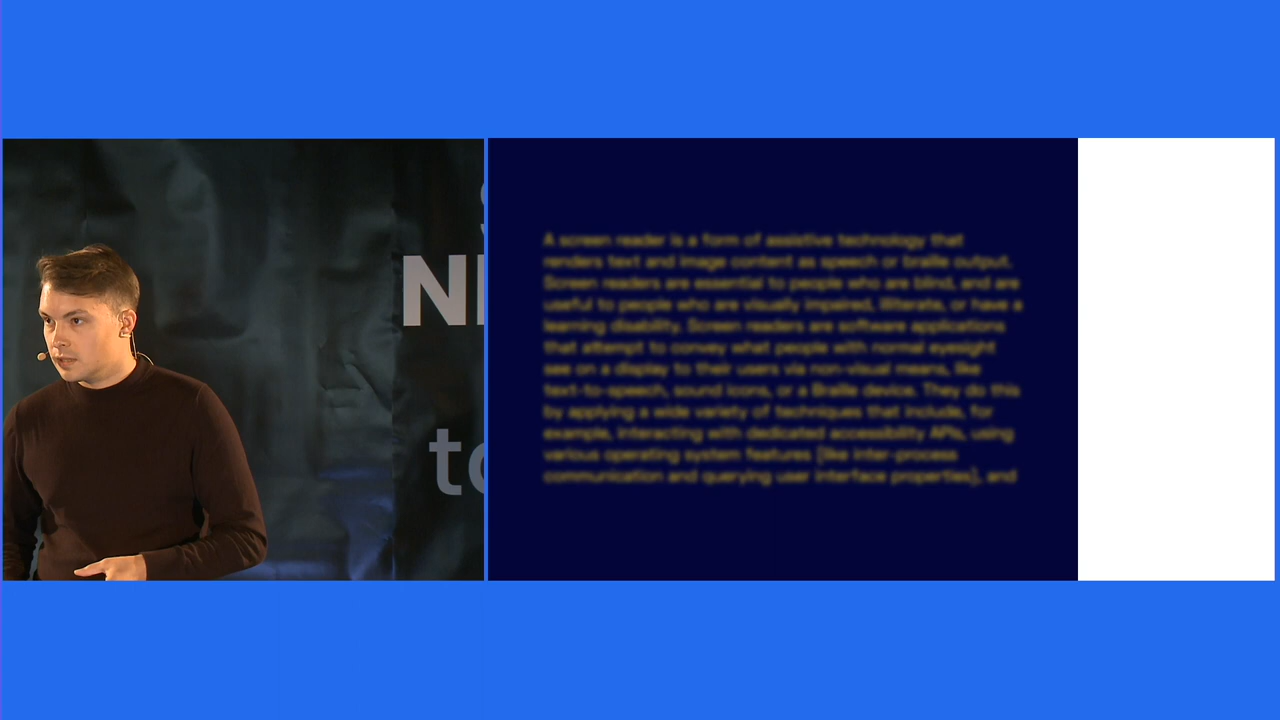 NI
to
A screen reader is a form of assistive technology that
renders text and image content as speech or braille output.
Screen readers are essential to people who are blind, and are
useful to people who are visually impaired, illiterate, or have a
learning disability. Screen readers are software applications
that attempt to convey what people with normal eyesight
see on a display to their users via non-visual means, like
text-to-speech, sound icons, or a Braille device. They do this
by applying a wide variety of techniques that include, for
example, interacting with dedicated accessibility APIs, using
various operating system features (like inter-process
communication and querying user interface properties), and